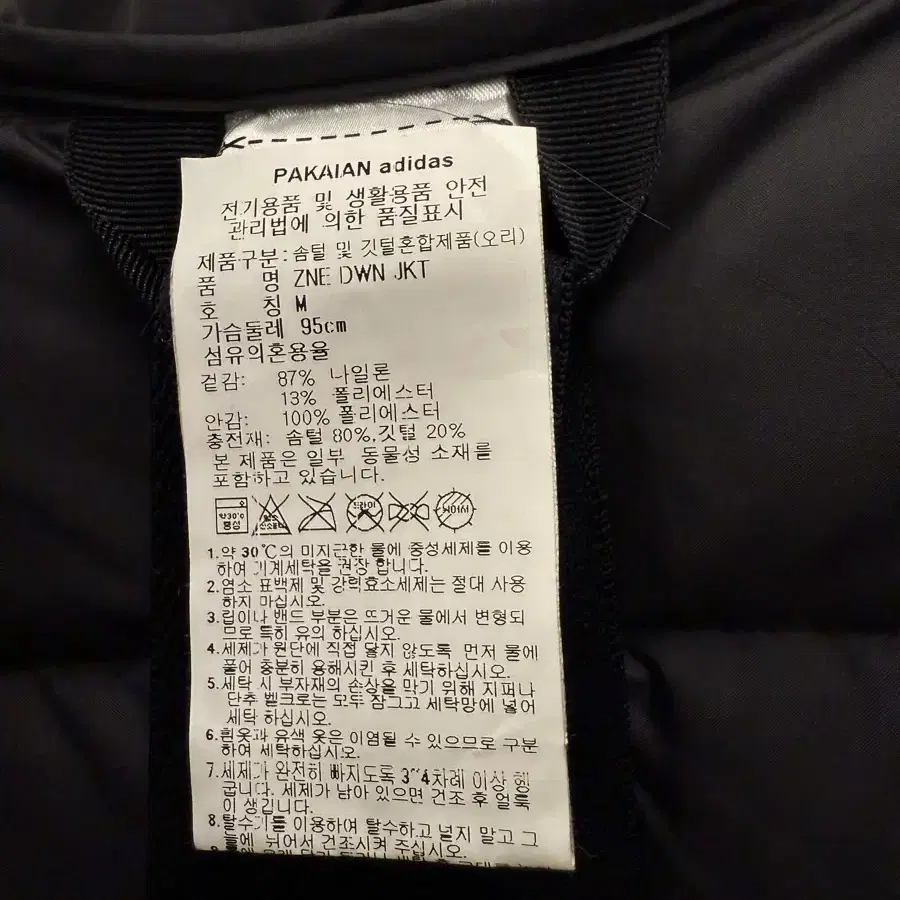 PAKAIAN adidas
전기용품 및 생활용품 안전
관리법에 의한 품질표시
제품구분: 솜털 및 깃털혼합제품(오리)
품 명 ZNE DWN JKT
호 칭 M
가슴둘레 95cm
섬유의혼용율
겉감: 87% 나일론
13% 폴리에스터
안감: 100% 폴리에스터
충전재: 솜털 80%,깃털 20%
본 제품은 일부 동물성 소재를
포함하고 있습니다.
약30℃ 중성 드라이 뉘어서
1.약 30℃의 미지근한 물에 중성세제를 이용
하여 기계세탁을 권장 합니다.
2.염소 표백제 및 강력효소세제는 절대 사용
하지 마십시오.
3.립이나 밴드 부분은 뜨거운 물에서 변형되
므로 특히 유의 하십시오.
4.세제가 원단에 직접 닿지 않도록 먼저 물에
풀어 충분히 용해시킨 후 세탁하십시오.
5.세탁 시 부자재의 손상을 막기 위해 지퍼나
단추 벨크로는 모두 잠그고 세탁망에 넣어
세탁 하십시오.
6.흰옷과 유색 옷은 이염될 수 있으므로 구분
하여 세탁하십시오.
7.세제가 완전히 빠지도록 3~4차례 이상 헹
굽니다. 세제가 남아 있으면 건조 후 얼룩
이 생깁니다.
8.탈수기를 이용하여 탈수하고 널지 말고 그
늘에 뉘어서 건조시켜 주십시오.